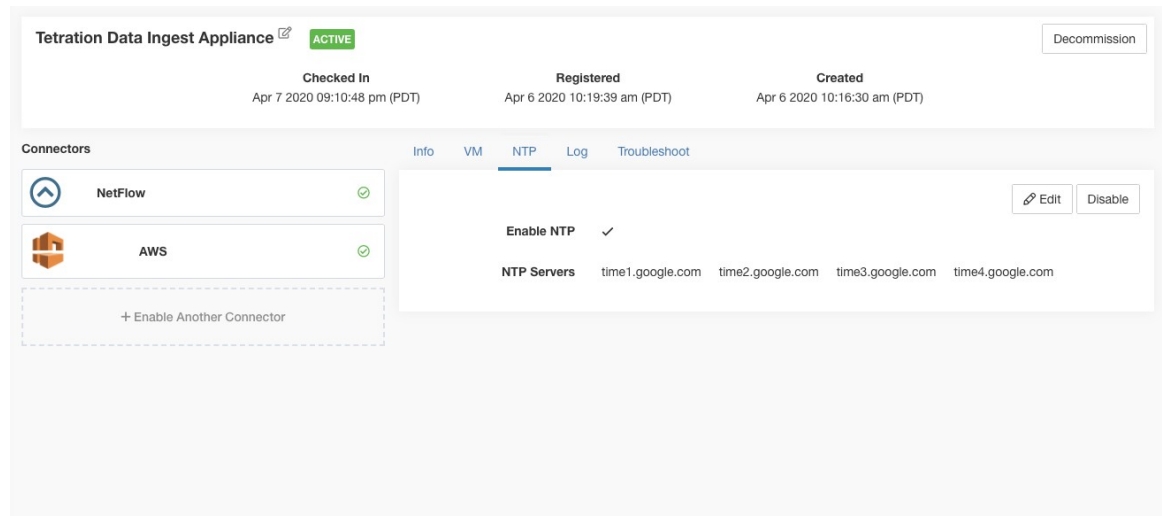 Tetration Data Ingest Appliance
ACTIVE
Decommission
Checked In
Registered
Created
Apr 7 2020 09:10:48 pm (PDT)
Apr 6 2020 10:19:39 am (PDT)
Apr 6 2020 10:16:30 am (PDT)
Connectors
Info VM NTP Log Troubleshoot
NetFlow
AWS
+ Enable Another Connector
Edit Disable
Enable NTP
NTP Servers time1.google.com time2.google.com time3.google.com time4.google.com